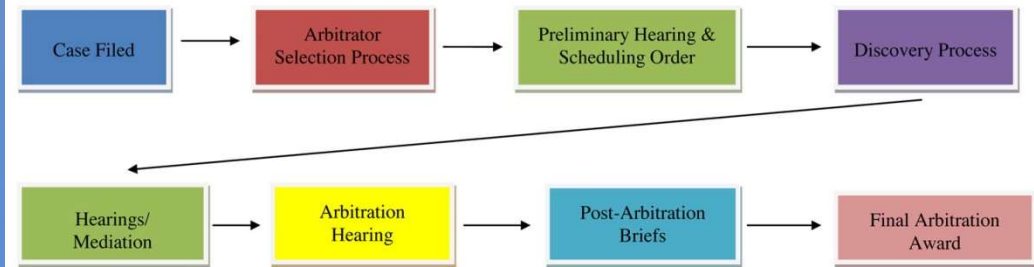 Case Filed
Arbitrator
Selection Process
Preliminary Hearing &
Scheduling Order
Discovery Process
Hearings/
Mediation
Arbitration
Hearing
Post-Arbitration
Briefs
Final Arbitration
Award